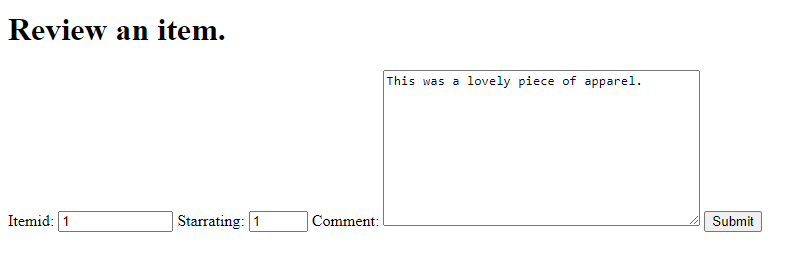 Review an item.
This was a lovely piece of apparel.
Itemid: 1 Starrating: 1 Comment: Submit